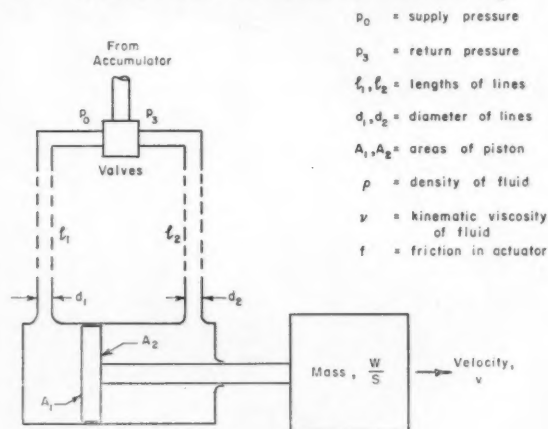 From
Accumulator
p₀
p₃
Valves
ℓ₁
ℓ₂
d₁
d₂
A₂
A₁
Mass, W/S
Velocity,
v
p₀ = supply pressure
p₃ = return pressure
ℓ₁,ℓ₂ = lengths of lines
d₁,d₂ = diameter of lines
A₁,A₂ = areas of piston
ρ = density of fluid
ν = kinematic viscosity
of fluid
f = friction in actuator